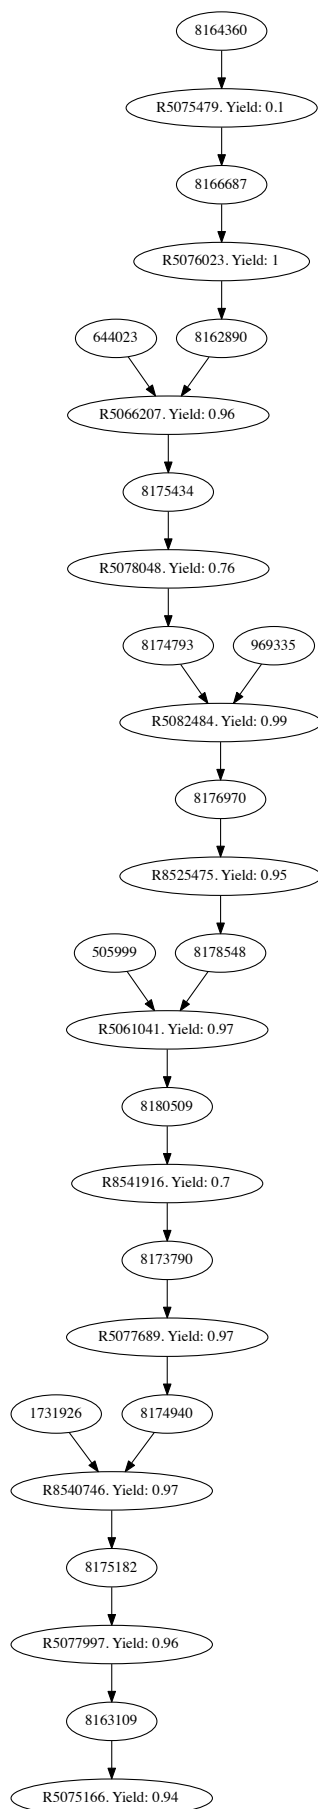 8164360
R5075479. Yield: 0.1
8166687
R5076023. Yield: 1
644023
8162890
R5066207. Yield: 0.96
8175434
R5078048. Yield: 0.76
8174793
969335
R5082484. Yield: 0.99
8176970
R8525475. Yield: 0.95
505999
8178548
R5061041. Yield: 0.97
8180509
R8541916. Yield: 0.7
8173790
R5077689. Yield: 0.97
1731926
8174940
R8540746. Yield: 0.97
8175182
R5077997. Yield: 0.96
8163109
R5075166. Yield: 0.94